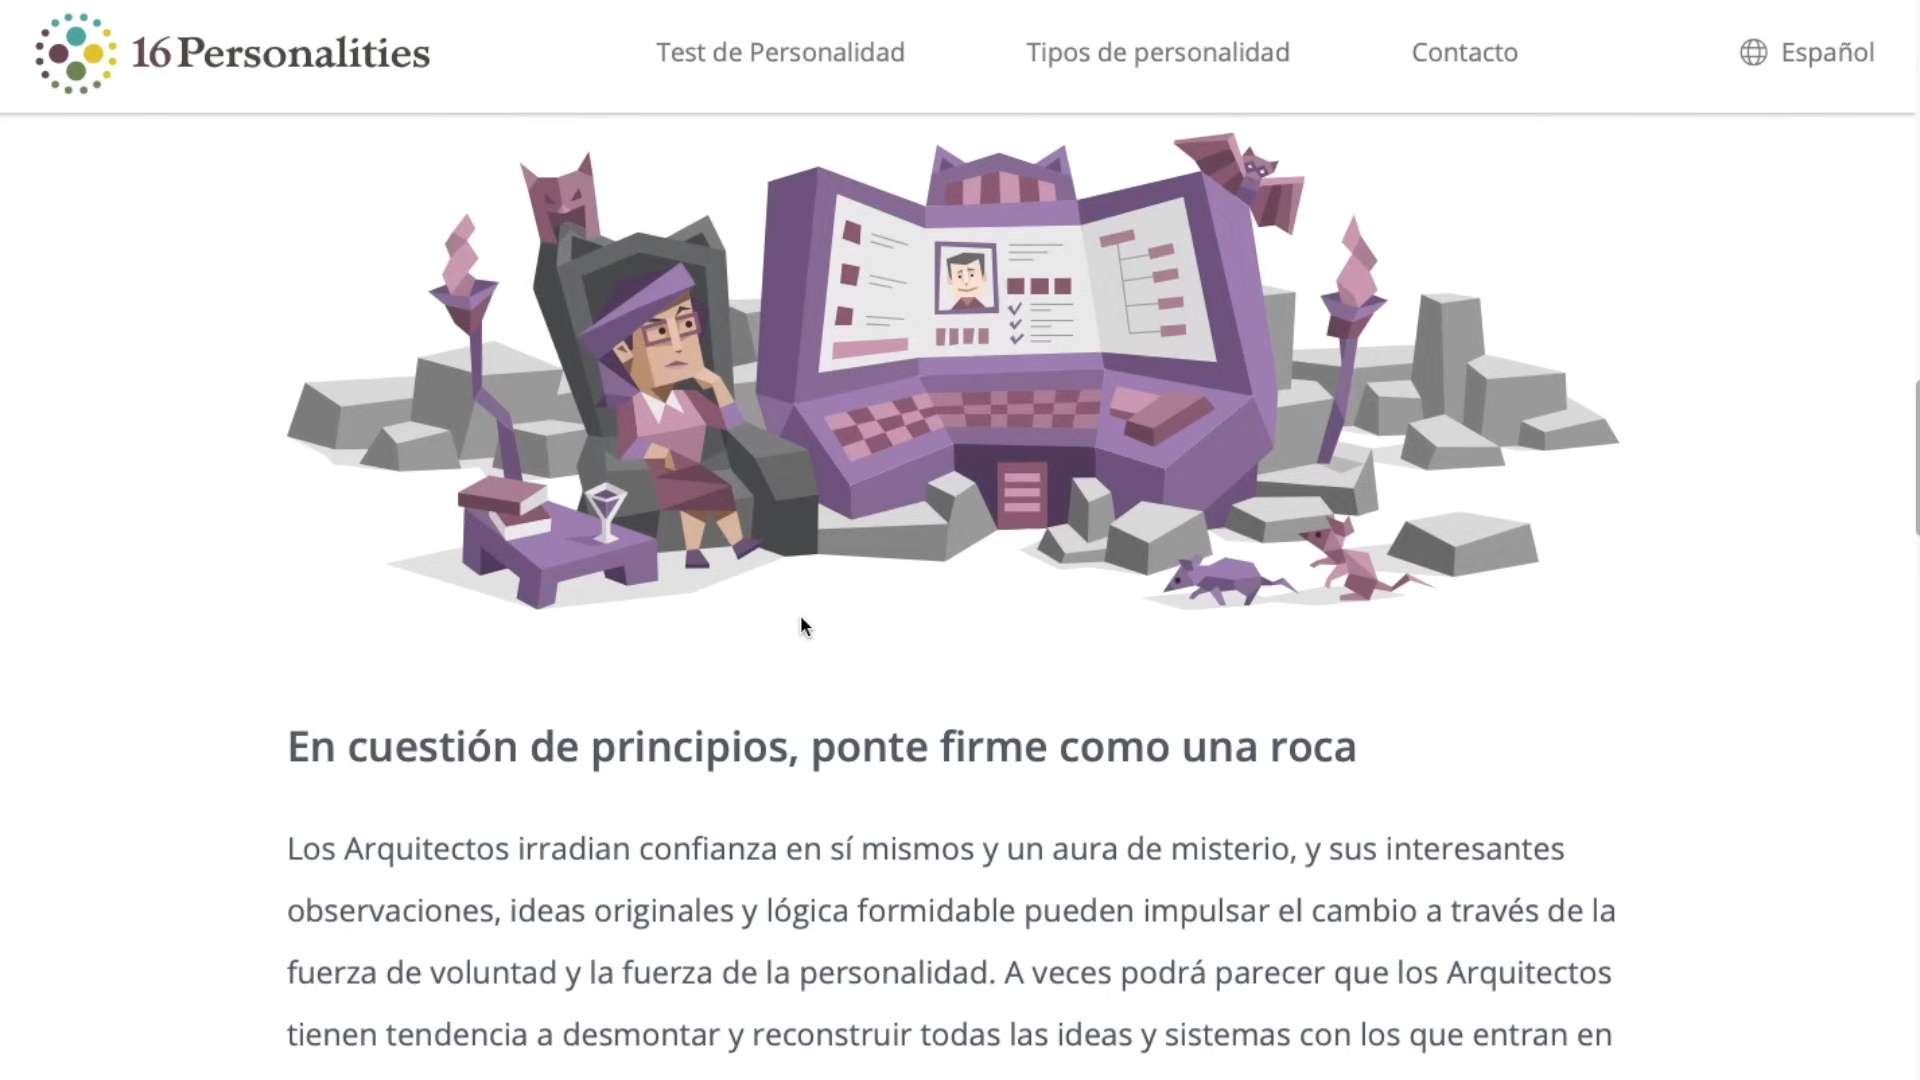 16Personalities
Test de Personalidad
Tipos de personalidad
Contacto
Español
En cuestión de principios, ponte firme como una roca
Los Arquitectos irradian confianza en sí mismos y un aura de misterio, y sus interesantes
observaciones, ideas originales y lógica formidable pueden impulsar el cambio a través de la
fuerza de voluntad y la fuerza de la personalidad. A veces podrá parecer que los Arquitectos
tienen tendencia a desmontar y reconstruir todas las ideas y sistemas con los que entran en